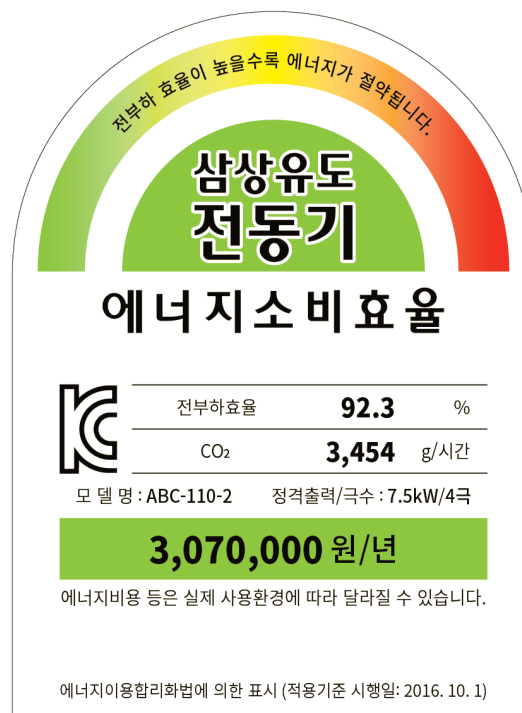 전부하 효율이 높을수록 에너지가 절약됩니다.
삼상유도
전동기
에너지소비효율
전부하효율 92.3 %
CO₂ 3,454 g/시간
모 델 명 : ABC-110-2 정격출력/극수 : 7.5kW/4극
3,070,000 원/년
에너지비용 등은 실제 사용환경에 따라 달라질 수 있습니다.
에너지이용합리화법에 의한 표시 (적용기준 시행일: 2016. 10. 1)